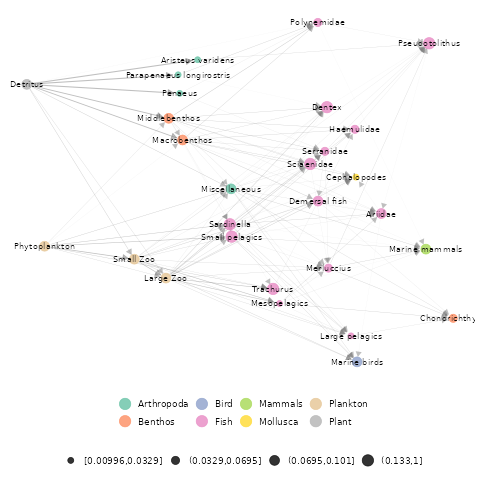 Polynemidae
Pseudotolithus
Aristeus varidens
Parapenaeus longirostris
Detritus
Penaeus
Dentex
Middlebenthos
Haemulidae
Macrobenthos
Serranidae
Sciaenidae
Cephalopodes
Miscellaneous
Demersal fish
Ariidae
Sardinella
Small pelagics
Phytoplankton
Marine mammals
Small Zoo
Merluccius
Large Zoo
Trachurus
Mesopelagics
Chondrichthy
Large pelagics
Marine birds
Arthropoda Bird Mammals Plankton
Benthos Fish Mollusca Plant
[0.00996,0.0329] (0.0329,0.0695] (0.0695,0.101] (0.133,1]